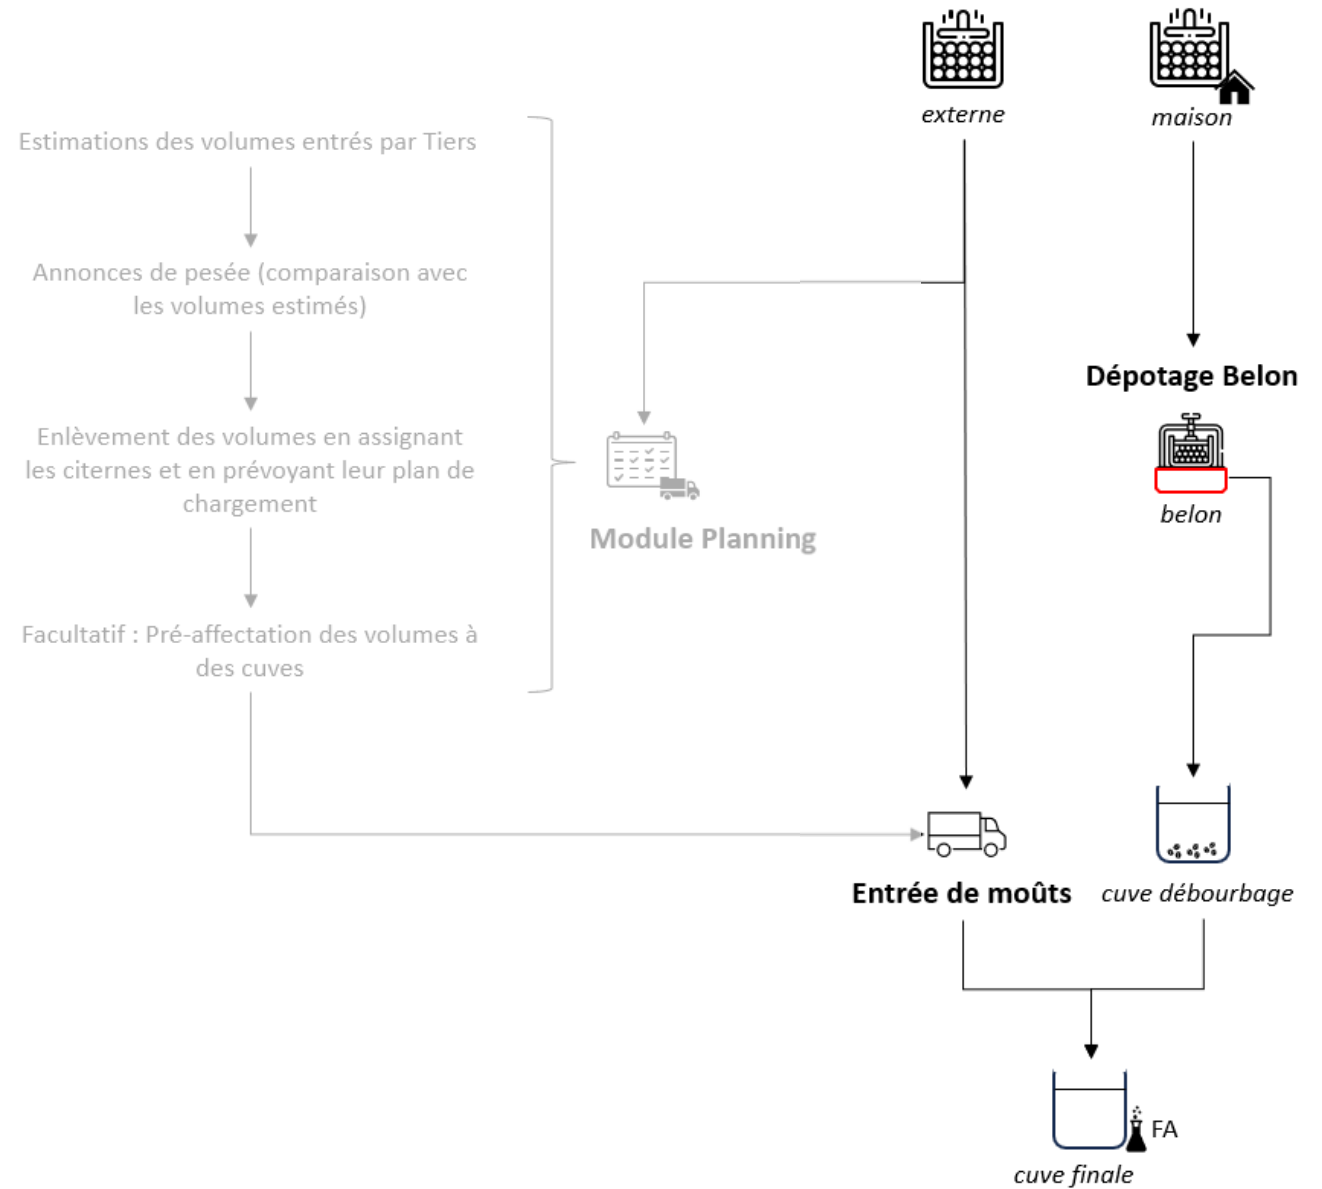 externe
maison
Estimations des volumes entrés par Tiers
Annonces de pesée (comparaison avec
les volumes estimés)
Enlèvement des volumes en assignant
les citernes et en prévoyant leur plan de
chargement
Facultatif : Pré-affectation des volumes à
des cuves
Module Planning
Dépotage Belon
belon
Entrée de moûts
cuve débourbage
FA
cuve finale